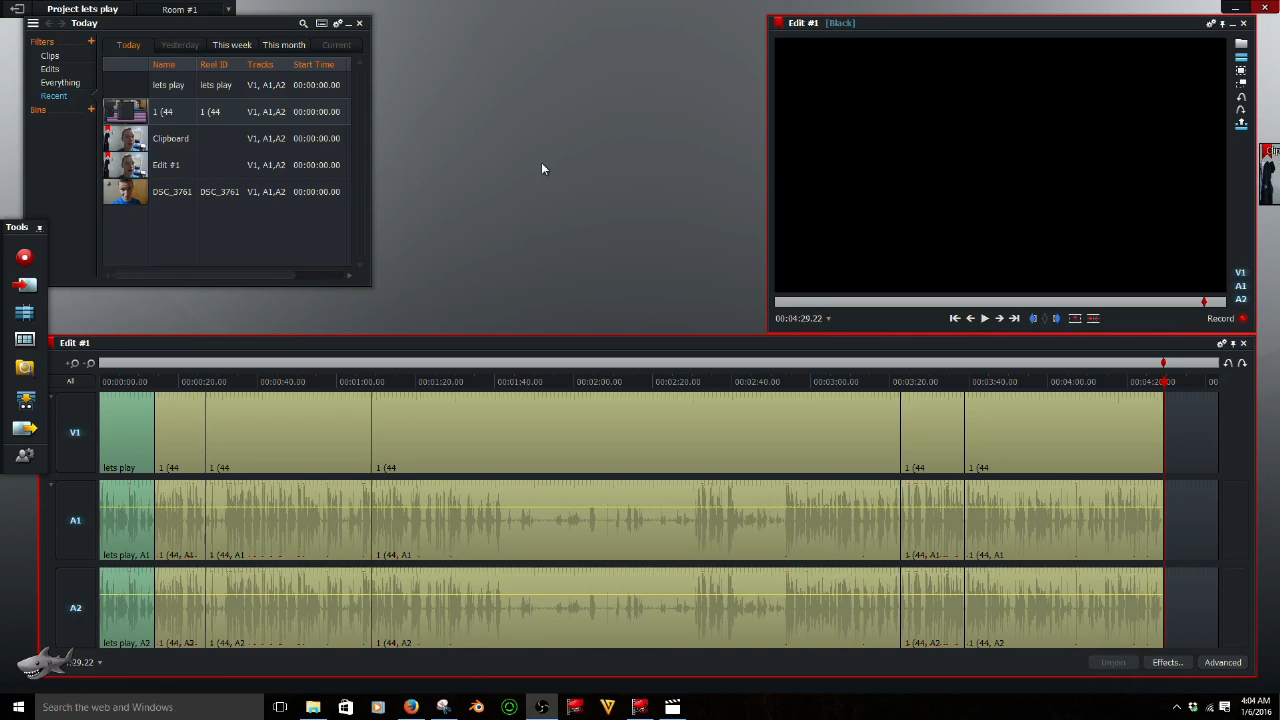 Project lets play
Room #1
Today
Filters
Clips
Edits
Everything
Recent
Bins
Today Yesterday This week This month Current
Name Reel ID Tracks Start Time
lets play lets play V1, A1,A2 00:00:00.00
1 (44 1 (44 V1, A1,A2 00:00:00.00
Clipboard V1, A1,A2 00:00:00.00
Edit #1 V1, A1,A2 00:00:00.00
DSC_3761 DSC_3761 V1, A1,A2 00:00:00.00
Edit #1 [Black]
V1
A1
A2
00:04:29.22
Record
Tools
Edit #1
All 00:00:00.00 00:00:20.00 00:00:40.00 00:01:00.00 00:01:20.00 00:01:40.00 00:02:00.00 00:02:20.00 00:02:40.00 00:03:00.00 00:03:20.00 00:03:40.00 00:04:00.00 00:04:20.00 00
V1
lets play 1 (44 1 (44 1 (44 1 (44 1 (44
A1
lets play, A1 1 (44, A1 1 (44, A1 1 (44, A1 1 (44, A1 1 (44, A1
A2
lets play, A2 1 (44, A2 1 (44, A2 1 (44, A2 1 (44, A2 1 (44, A2
:29.22
Unjoin Effects.. Advanced
Search the web and Windows
4:04 AM
1/6/2016